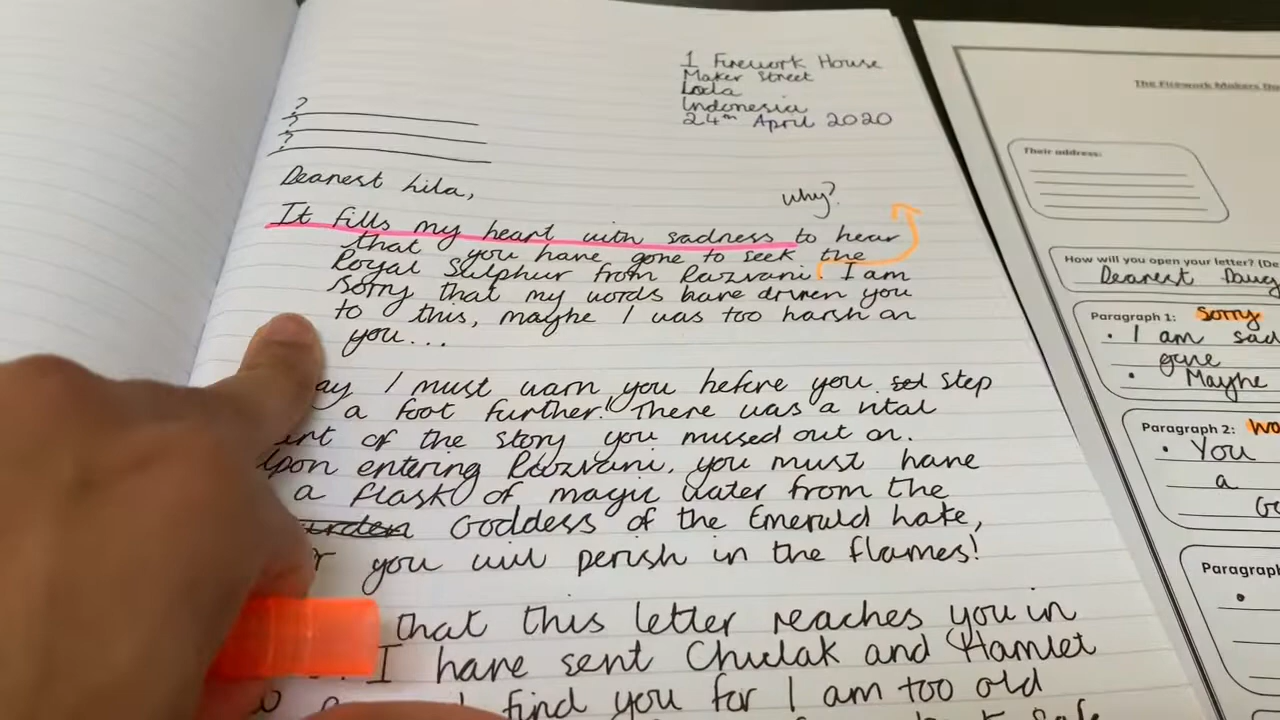 1 Firework House
Maker Street
Loda
Indonesia
24th April 2020
?
?
?
Dearest Lila,
why?
It fills my heart with sadness to hear
that you have gone to seek the
Royal Sulphur from Razvani. I am
sorry that my words have driven you
to this, maybe I was too harsh on
you...
I must warn you before you step
a foot further! There was a vital
of the story you missed out on.
Upon entering Razvani, you must have
a flask of magic water from the
Goddess of the Emerald Lake,
you will perish in the flames!
that this letter reaches you in
I have sent Chulak and Hamlet
find you for I am too old
The Firework Makers
Their address:
How will you open your letter?
Dearest
Paragraph 1: Sorry
• I am
gone
• Maybe
Paragraph 2:
• You
a
Paragraph